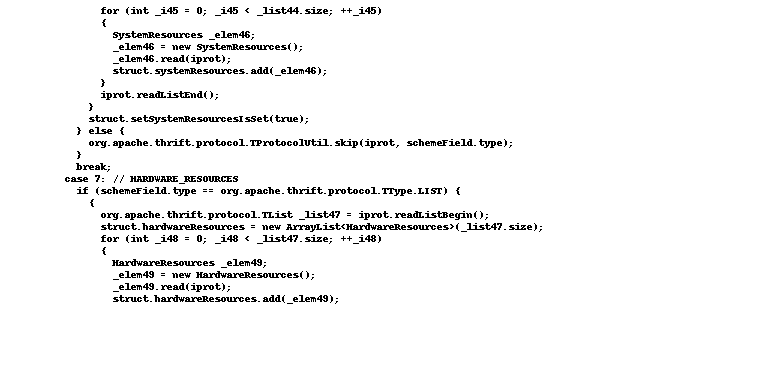 for (int _i45 = 0; _i45 < _list44.size; ++_i45)
{
SystemResources _elem46;
_elem46 = new SystemResources();
_elem46.read(iprot);
struct.systemResources.add(_elem46);
}
iprot.readListEnd();
}
struct.setSystemResourcesIsSet(true);
} else {
org.apache.thrift.protocol.TProtocolUtil.skip(iprot, schemeField.type);
}
break;
case 7: // HARDWARE_RESOURCES
if (schemeField.type == org.apache.thrift.protocol.TType.LIST) {
{
org.apache.thrift.protocol.TList _list47 = iprot.readListBegin();
struct.hardwareResources = new ArrayList<HardwareResources>(_list47.size);
for (int _i48 = 0; _i48 < _list47.size; ++_i48)
{
HardwareResources _elem49;
_elem49 = new HardwareResources();
_elem49.read(iprot);
struct.hardwareResources.add(_elem49);